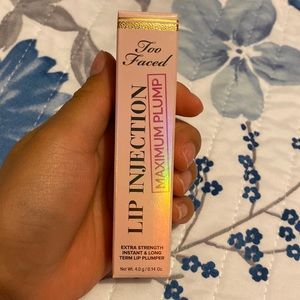 Too
Faced
LIP INJECTION
MAXIMUM PLUMP
EXTRA STRENGTH
INSTANT & LONG
TERM LIP PLUMPER
Net Wt. 4.0 g / 0.14 Oz.